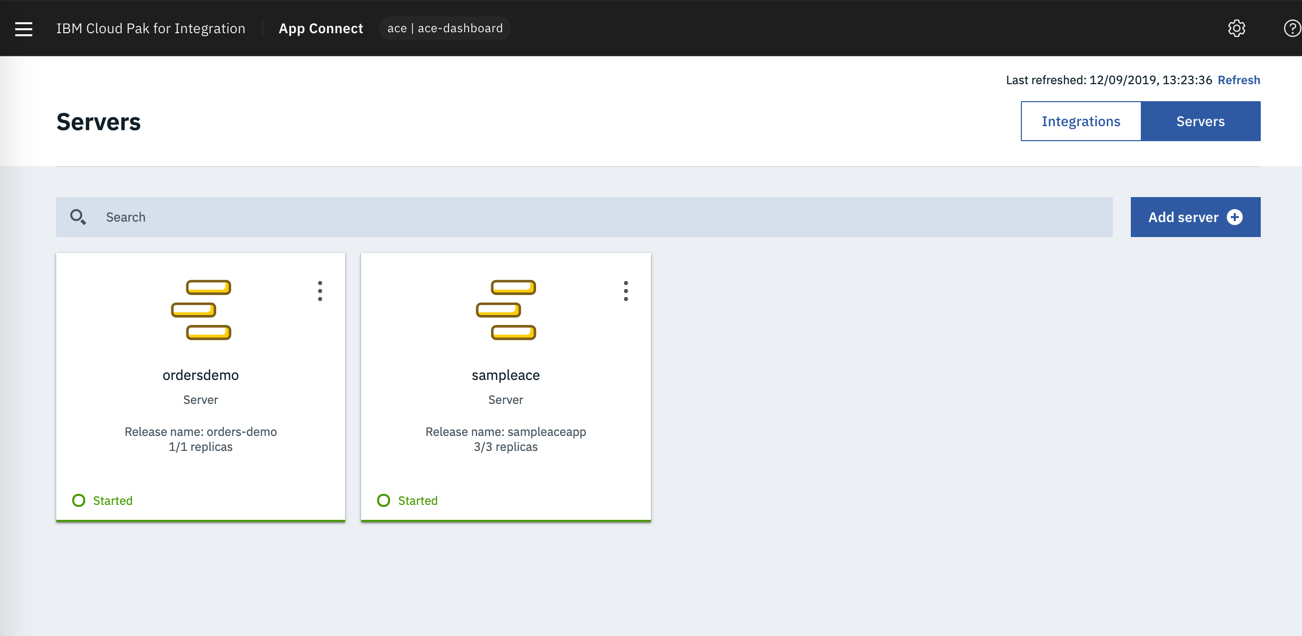 IBM Cloud Pak for Integration App Connect ace | ace-dashboard
Last refreshed: 12/09/2019, 13:23:36 Refresh
Servers
Integrations Servers
Search
Add server
ordersdemo
Server
Release name: orders-demo
1/1 replicas
Started
sampleace
Server
Release name: sampleaceapp
3/3 replicas
Started